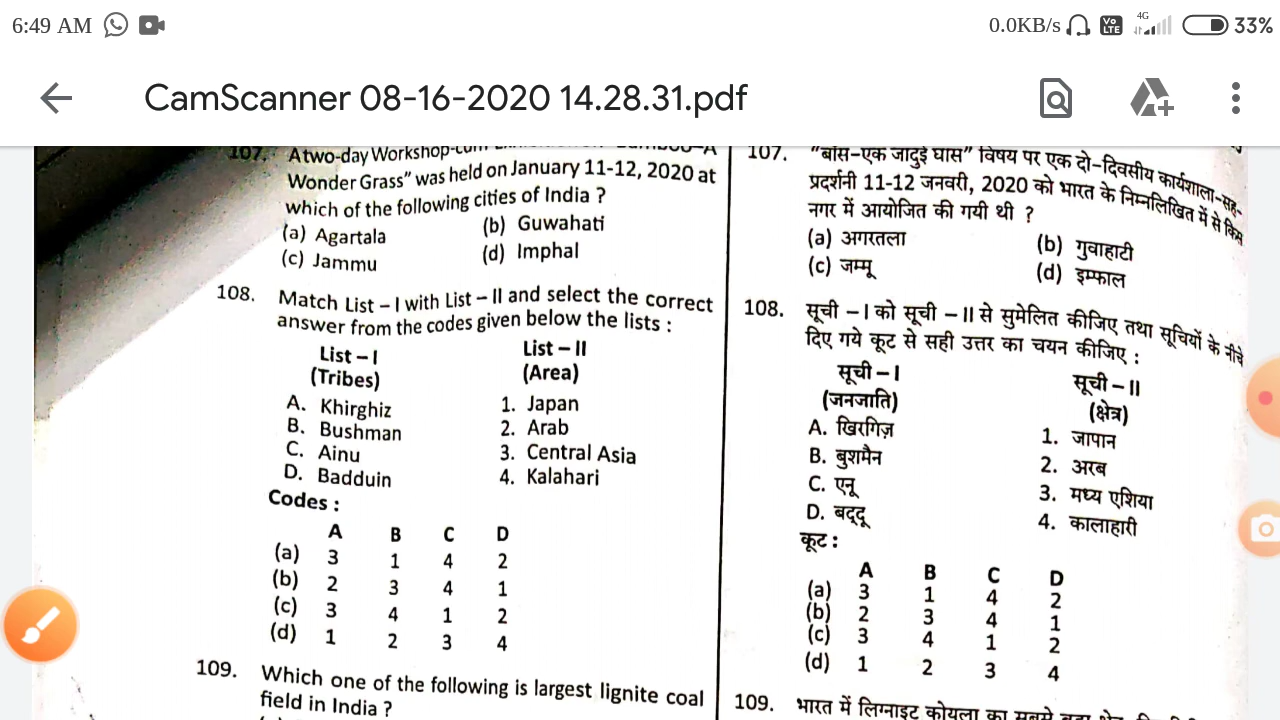 6:49 AM
0.0KB/s
Vo LTE
4G
33%
CamScanner 08-16-2020 14.28.31.pdf
107. A two-day Workshop-cum
Wonder Grass" was held on January 11-12, 2020 at
which of the following cities of India ?
(a) Agartala (b) Guwahati
(c) Jammu (d) Imphal
108. Match List – I with List – II and select the correct
answer from the codes given below the lists :
List – I List – II
(Tribes) (Area)
A. Khirghiz 1. Japan
B. Bushman 2. Arab
C. Ainu 3. Central Asia
D. Badduin 4. Kalahari
Codes :
A B C D
(a) 3 1 4 2
(b) 2 3 4 1
(c) 3 4 1 2
(d) 1 2 3 4
109. Which one of the following is largest lignite coal
field in India ?
107. "बांस-एक जादुई घास" विषय पर एक दो-दिवसीय कार्यशाला-सह-
प्रदर्शनी 11-12 जनवरी, 2020 को भारत के निम्नलिखित में से किस
नगर में आयोजित की गयी थी ?
(a) अगरतला (b) गुवाहाटी
(c) जम्मू (d) इम्फाल
108. सूची – I को सूची – II से सुमेलित कीजिए तथा सूचियों के नीचे
दिए गये कूट से सही उत्तर का चयन कीजिए :
सूची – I सूची – II
(जनजाति) (क्षेत्र)
A. खिरगिज़ 1. जापान
B. बुशमैन 2. अरब
C. एनू 3. मध्य एशिया
D. बद्दू 4. कालाहारी
कूट :
A B C D
(a) 3 1 4 2
(b) 2 3 4 1
(c) 3 4 1 2
(d) 1 2 3 4
109. भारत में लिग्नाइट कोयला का सबसे बड़ा क्षेत्र